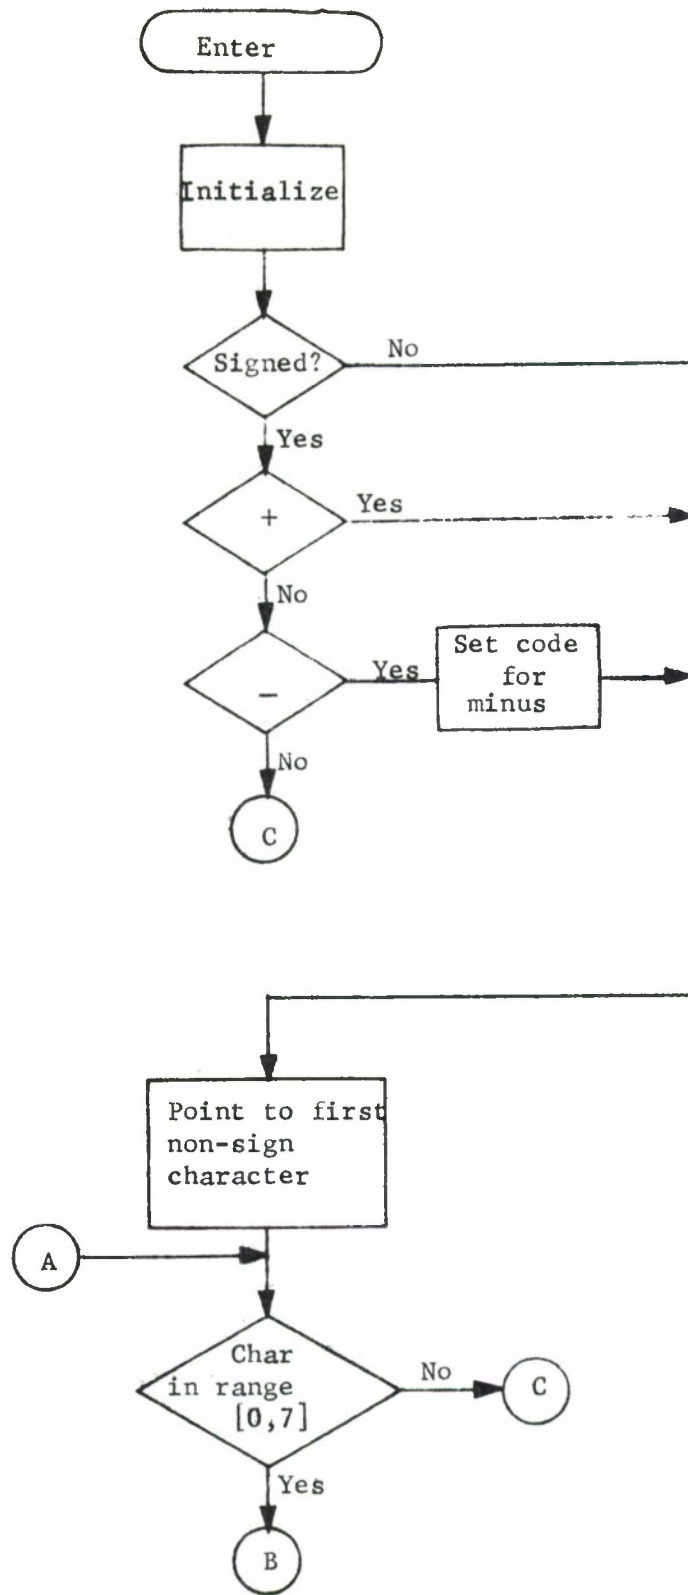 Enter
Initialize
Signed?
No
Yes
+
Yes
No
−
Yes
Set code
for
minus
No
C
Point to first
non-sign
character
A
Char
in range
[0,7]
No
C
Yes
B